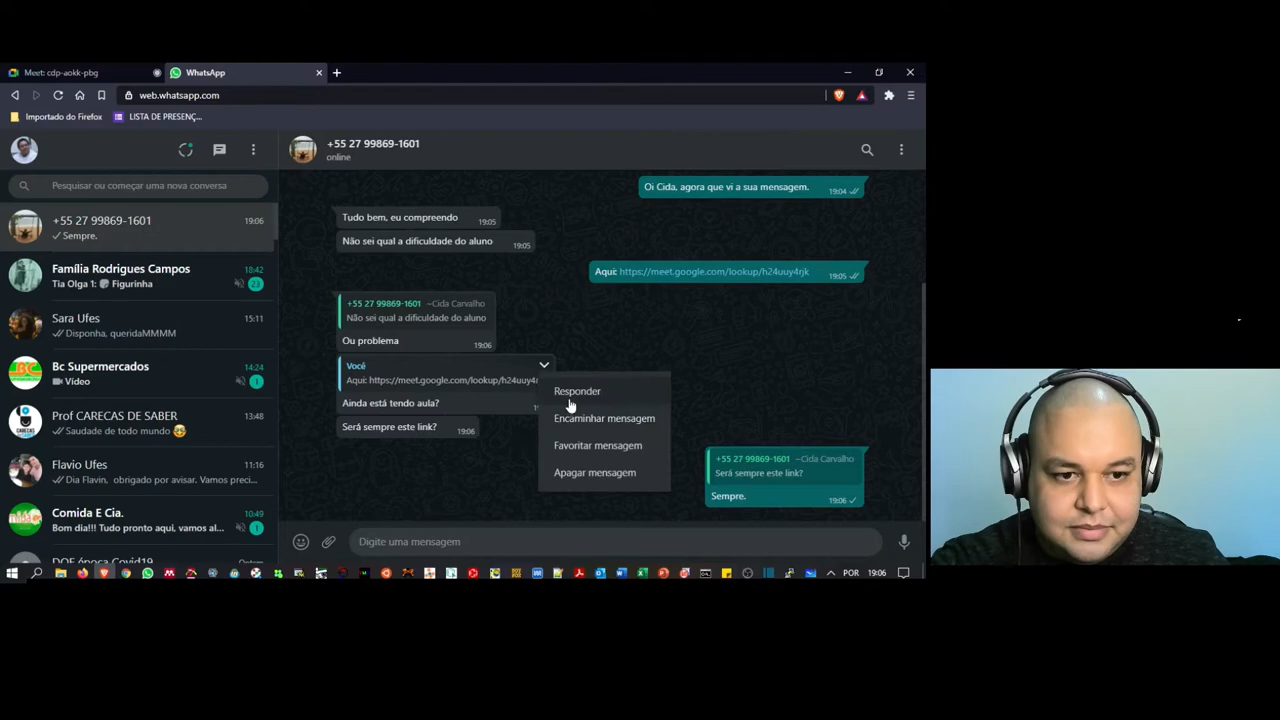 Meet: cdp-aokk-pbg
WhatsApp
web.whatsapp.com
Importado do Firefox
LISTA DE PRESENÇ...
+55 27 99869-1601
online
Pesquisar ou começar uma nova conversa
+55 27 99869-1601
19:06
Sempre.
Família Rodrigues Campos
18:42
Tia Olga 1: Figurinha
23
Sara Ufes
15:11
Disponha, queridaMMMM
Bc Supermercados
14:24
Vídeo
1
Prof CARECAS DE SABER
13:48
Saudade de todo mundo
Flavio Ufes
11:16
Dia Flavin, obrigado por avisar. Vamos preci...
Comida E Cia.
10:49
Bom dia!!! Tudo pronto aqui, vamos al...
1
DOE época Covid19
Ontem
Oi Cida, agora que vi a sua mensagem.
19:04
Tudo bem, eu compreendo
19:05
Não sei qual a dificuldade do aluno
19:05
Aqui: https://meet.google.com/lookup/h24uuy4rjk
19:05
+55 27 99869-1601 ~Cida Carvalho
Não sei qual a dificuldade do aluno
Ou problema
19:06
Você
Aqui: https://meet.google.com/lookup/h24uuy4r
Ainda está tendo aula?
Será sempre este link?
19:06
Responder
Encaminhar mensagem
Favoritar mensagem
Apagar mensagem
+55 27 99869-1601 ~Cida Carvalho
Será sempre este link?
Sempre.
19:06
Digite uma mensagem
POR
19:06